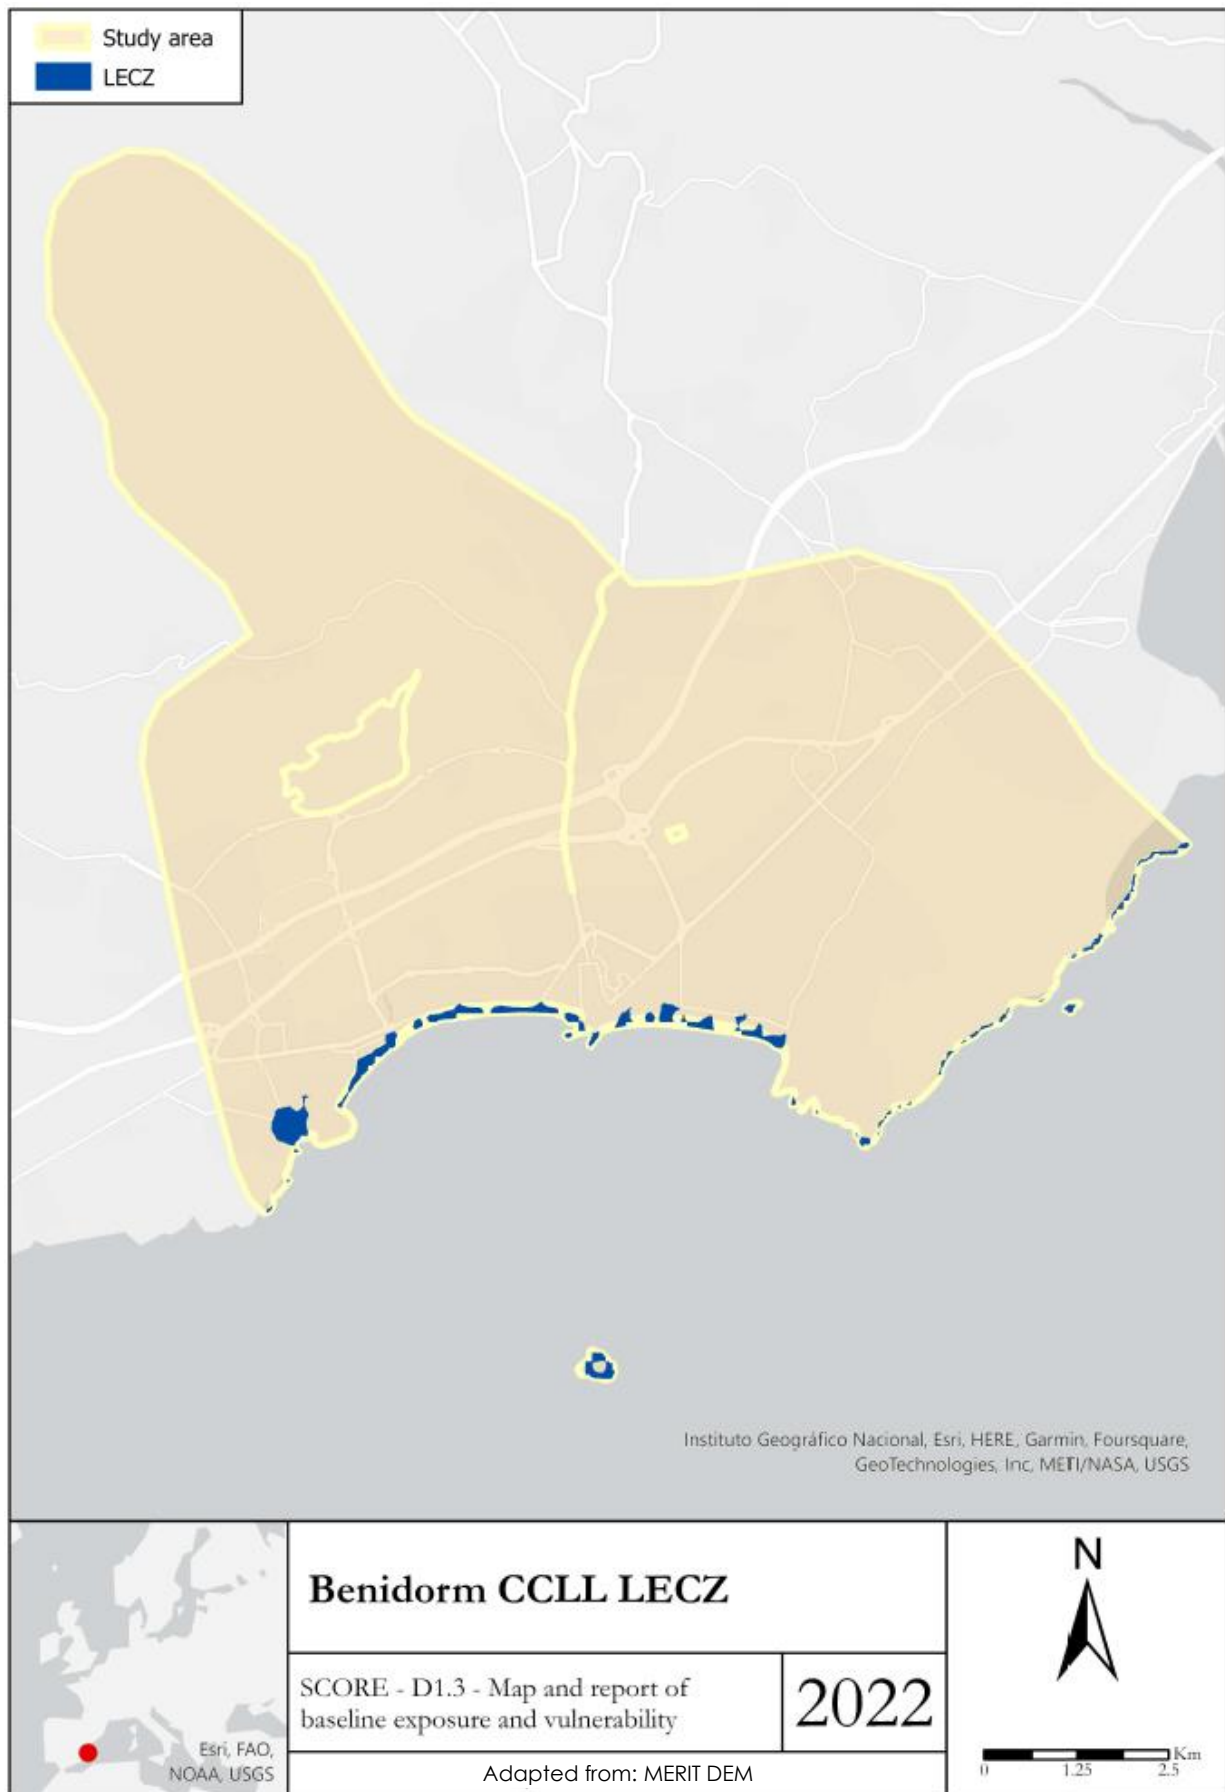 Study area
LECZ
Instituto Geográfico Nacional, Esri, HERE, Garmin, Foursquare,
GeoTechnologies, Inc, METI/NASA, USGS
Esri, FAO,
NOAA, USGS
Benidorm CCLL LECZ
SCORE - D1.3 - Map and report of
baseline exposure and vulnerability
2022
Adapted from: MERIT DEM
N
Km
0 1.25 2.5